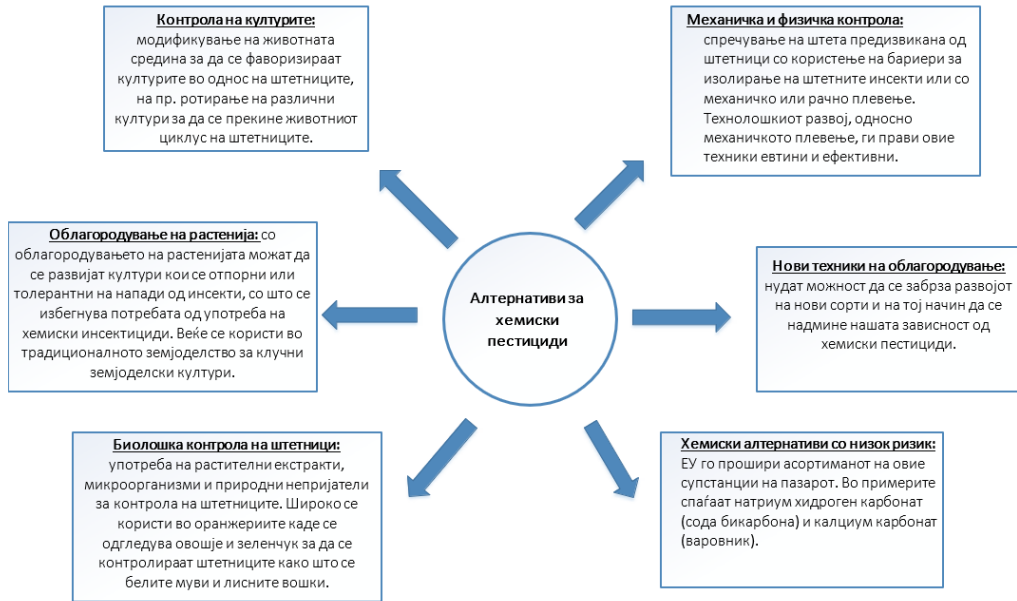 Контрола на културите:
модификување на животната
средина за да се фаворизираат
културите во однос на штетниците,
на пр. ротирање на различни
култури за да се прекине животниот
циклус на штетниците.
Механичка и физичка контрола:
спречување на штета предизвикана од
штетници со користење на бариери за
изолирање на штетните инсекти или со
механичко или рачно плевење.
Технолошкиот развој, односно
механичкото плевење, ги прави овие
техники евтини и ефективни.
Облагородување на растенија: со
облагородувањето на растенијата можат да
се развијат култури кои се отпорни или
толерантни на напади од инсекти, со што се
избегнува потребата од употреба на
хемиски инсектициди. Веќе се користи во
традиционалното земјоделство за клучни
земјоделски култури.
Алтернативи за
хемиски
пестициди
Нови техники на облагородување:
нудат можност да се забрза развојот
на нови сорти и на тој начин да се
надмине нашата зависност од
хемиски пестициди.
Биолошка контрола на штетници:
употреба на растителни екстракти,
микроорганизми и природни непријатели
за контрола на штетниците. Широко се
користи во оранжериите каде се
одгледува овошје и зеленчук за да се
контролираат штетниците како што се
белите муви и лисните вошки.
Хемиски алтернативи со низок ризик:
ЕУ го прошири асортиманот на овие
супстанции на пазарот. Во примерите
спаѓаат натриум хидроген карбонат
(сода бикарбона) и калциум карбонат
(варовник).